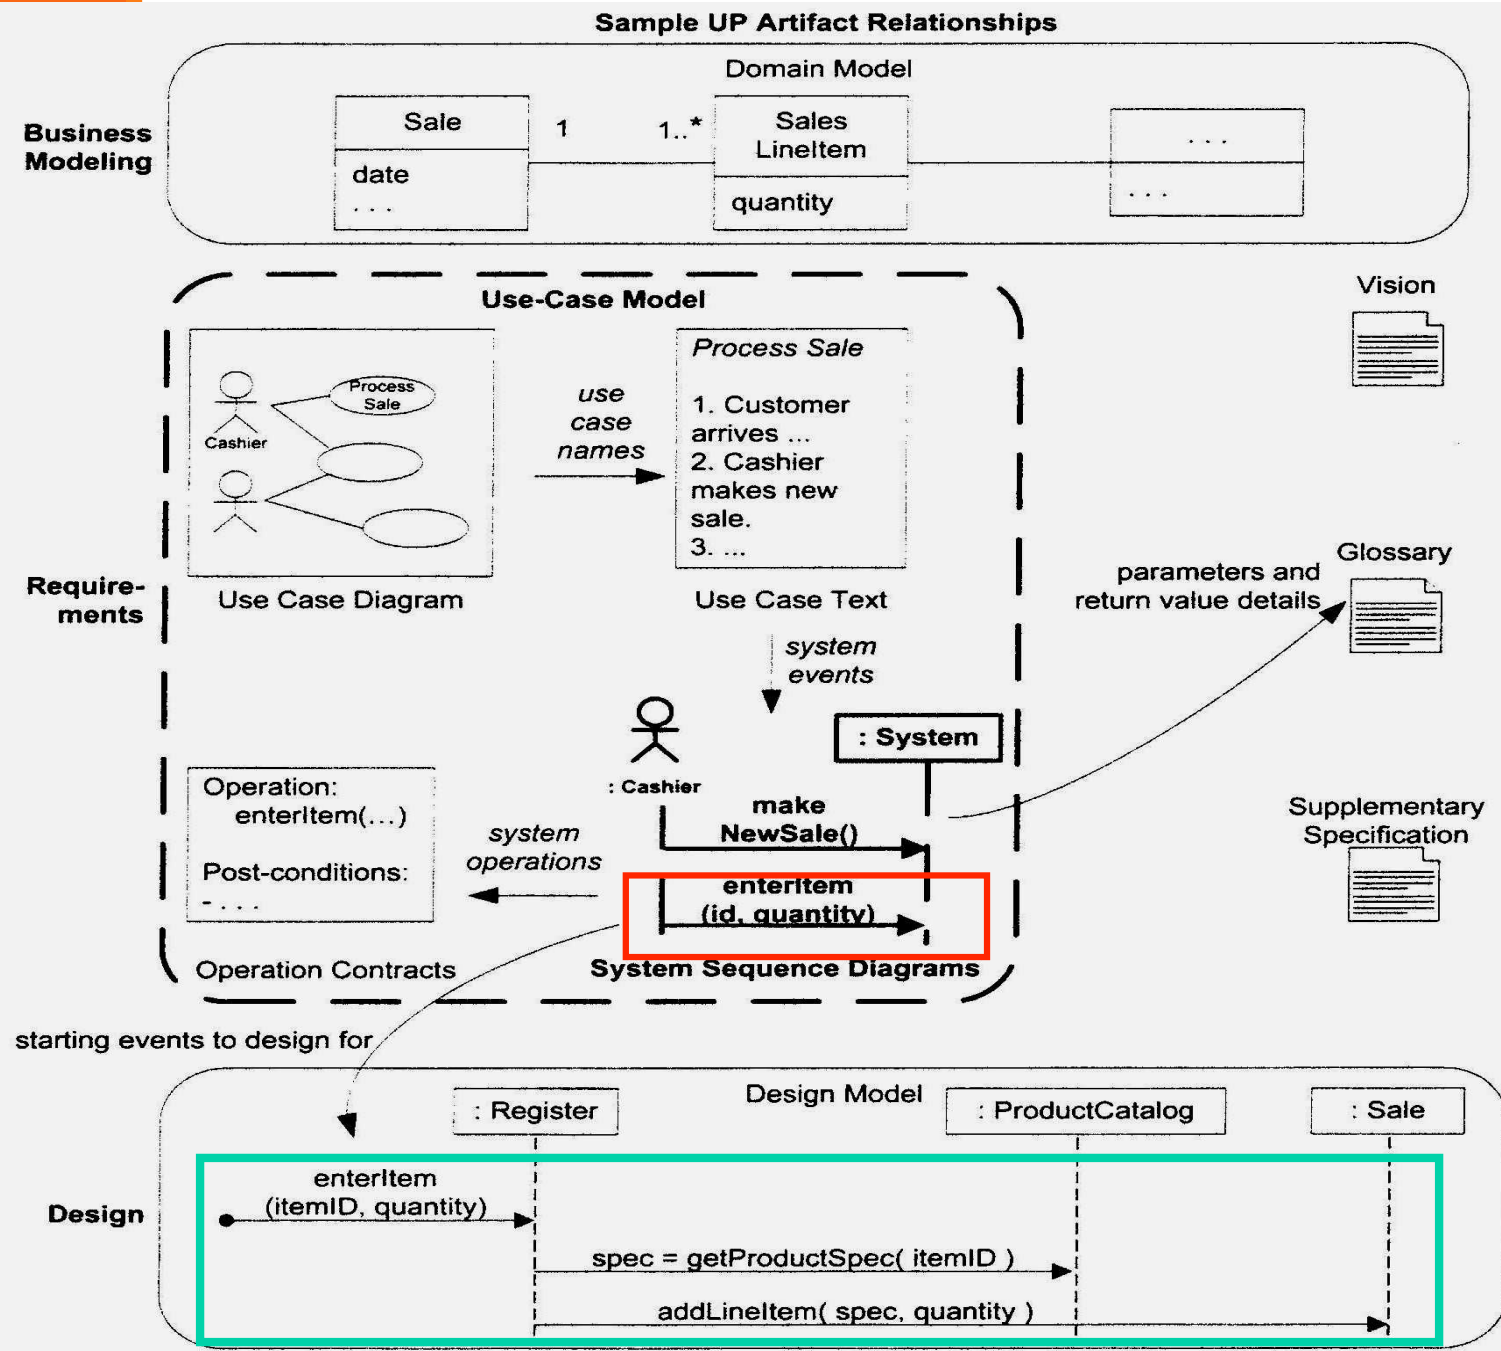 Sample UP Artifact Relationships
Domain Model
Business
Modeling
Sale
date
. . .
1
1..*
Sales
LineItem
quantity
. . .
. . .
Use-Case Model
Process
Sale
Cashier
Use Case Diagram
use
case
names
Process Sale
1. Customer
arrives ...
2. Cashier
makes new
sale.
3. ...
Use Case Text
Vision
Glossary
parameters and
return value details
Require-
ments
system
events
: Cashier
: System
make
NewSale()
enterItem
(id, quantity)
System Sequence Diagrams
system
operations
Operation:
enterItem(...)
Post-conditions:
- . . .
Operation Contracts
Supplementary
Specification
starting events to design for
Design Model
: Register
: ProductCatalog
: Sale
Design
enterItem
(itemID, quantity)
spec = getProductSpec( itemID )
addLineItem( spec, quantity )